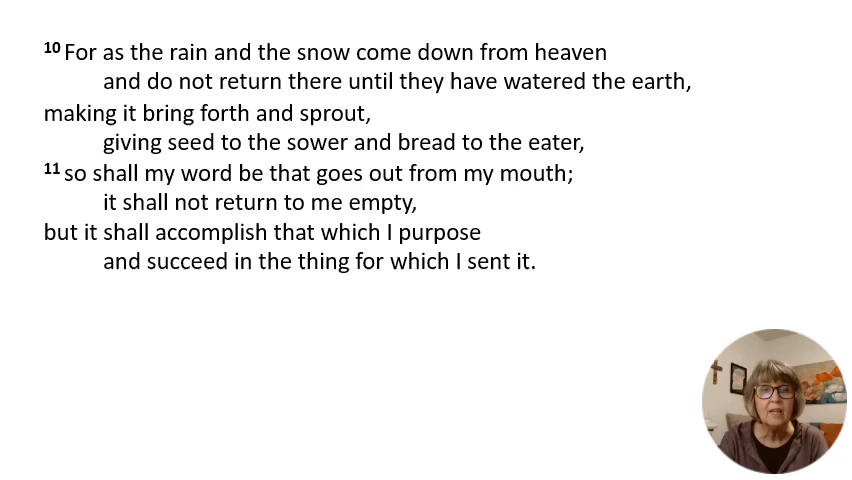 10 For as the rain and the snow come down from heaven
and do not return there until they have watered the earth,
making it bring forth and sprout,
giving seed to the sower and bread to the eater,
11 so shall my word be that goes out from my mouth;
it shall not return to me empty,
but it shall accomplish that which I purpose
and succeed in the thing for which I sent it.